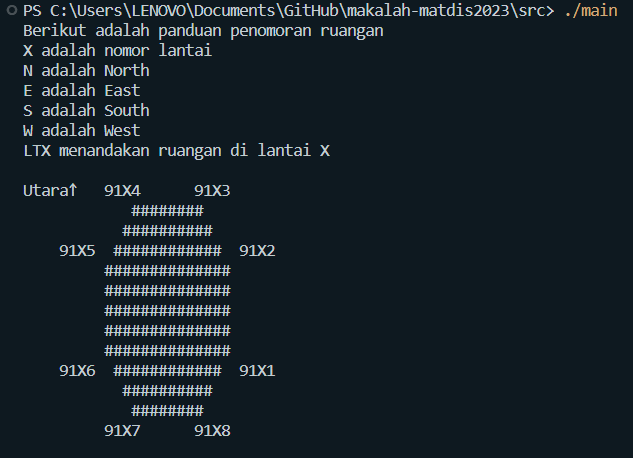 PS C:\Users\LENOVO\Documents\GitHub\makalah-matdis2023\src> ./main
Berikut adalah panduan penomoran ruangan
X adalah nomor lantai
N adalah North
E adalah East
S adalah South
W adalah West
LTX menandakan ruangan di lantai X
Utara↑   91X4      91X3
            ########
           ##########
    91X5  ############  91X2
         ##############
         ##############
         ##############
         ##############
         ##############
    91X6  ############  91X1
           ##########
            ########
         91X7      91X8